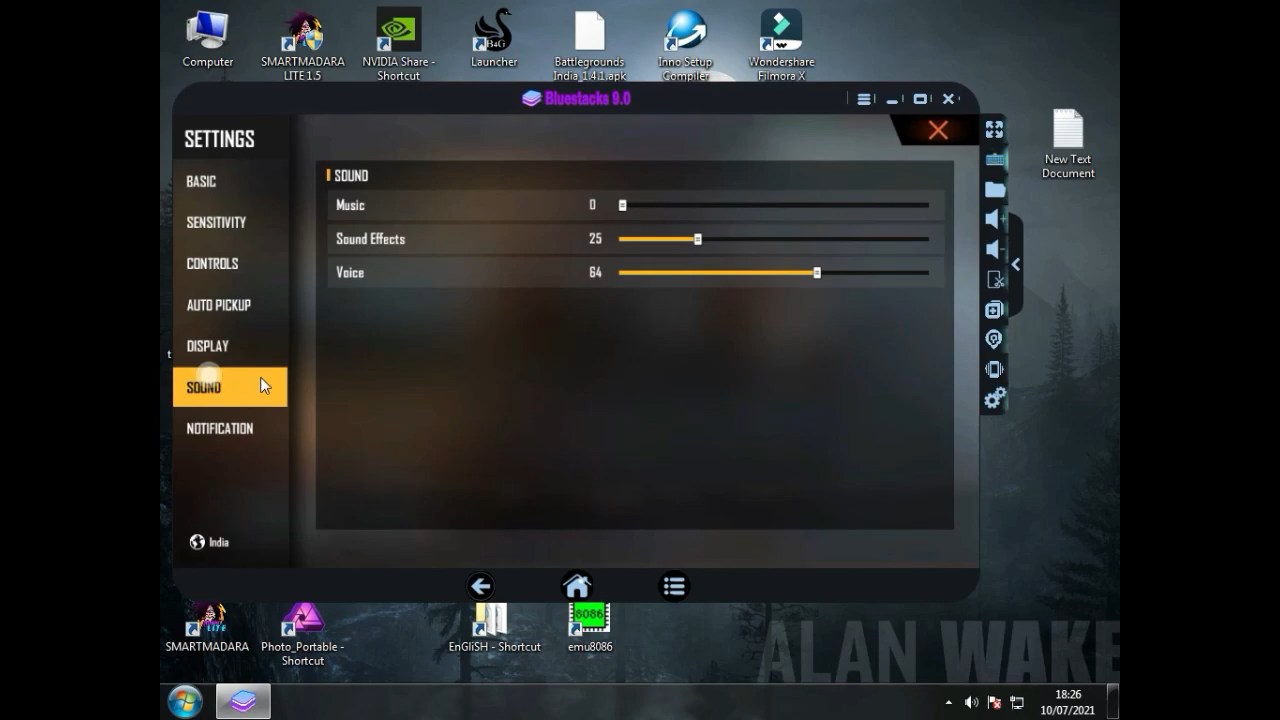 Computer
SMARTMADARA
LITE 1.5
NVIDIA Share -
Shortcut
B4G
Launcher
Battlegrounds
India_1.4.1.apk
Inno Setup
Compiler
Wondershare
Filmora X
Bluestacks 9.0
New Text
Document
SETTINGS
BASIC
SENSITIVITY
CONTROLS
AUTO PICKUP
DISPLAY
SOUND
NOTIFICATION
India
SOUND
Music 0
Sound Effects 25
Voice 64
t
SMARTMADARA
Photo_Portable -
Shortcut
EnGliSH - Shortcut
8086
emu8086
ALAN WAKE
18:26
10/07/2021